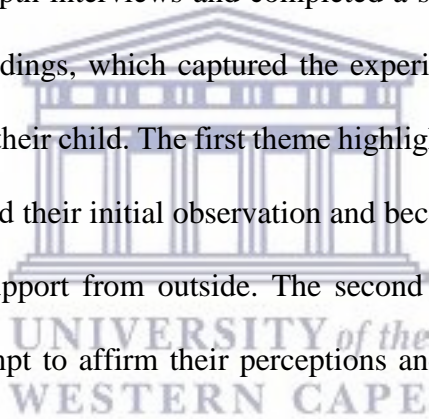 pth interviews and completed a s
dings, which captured the experi
their child. The first theme highlig
d their initial observation and bec
pport from outside. The second
UNIVERSITY of the
mpt to affirm their perceptions an
WESTERN CAPE